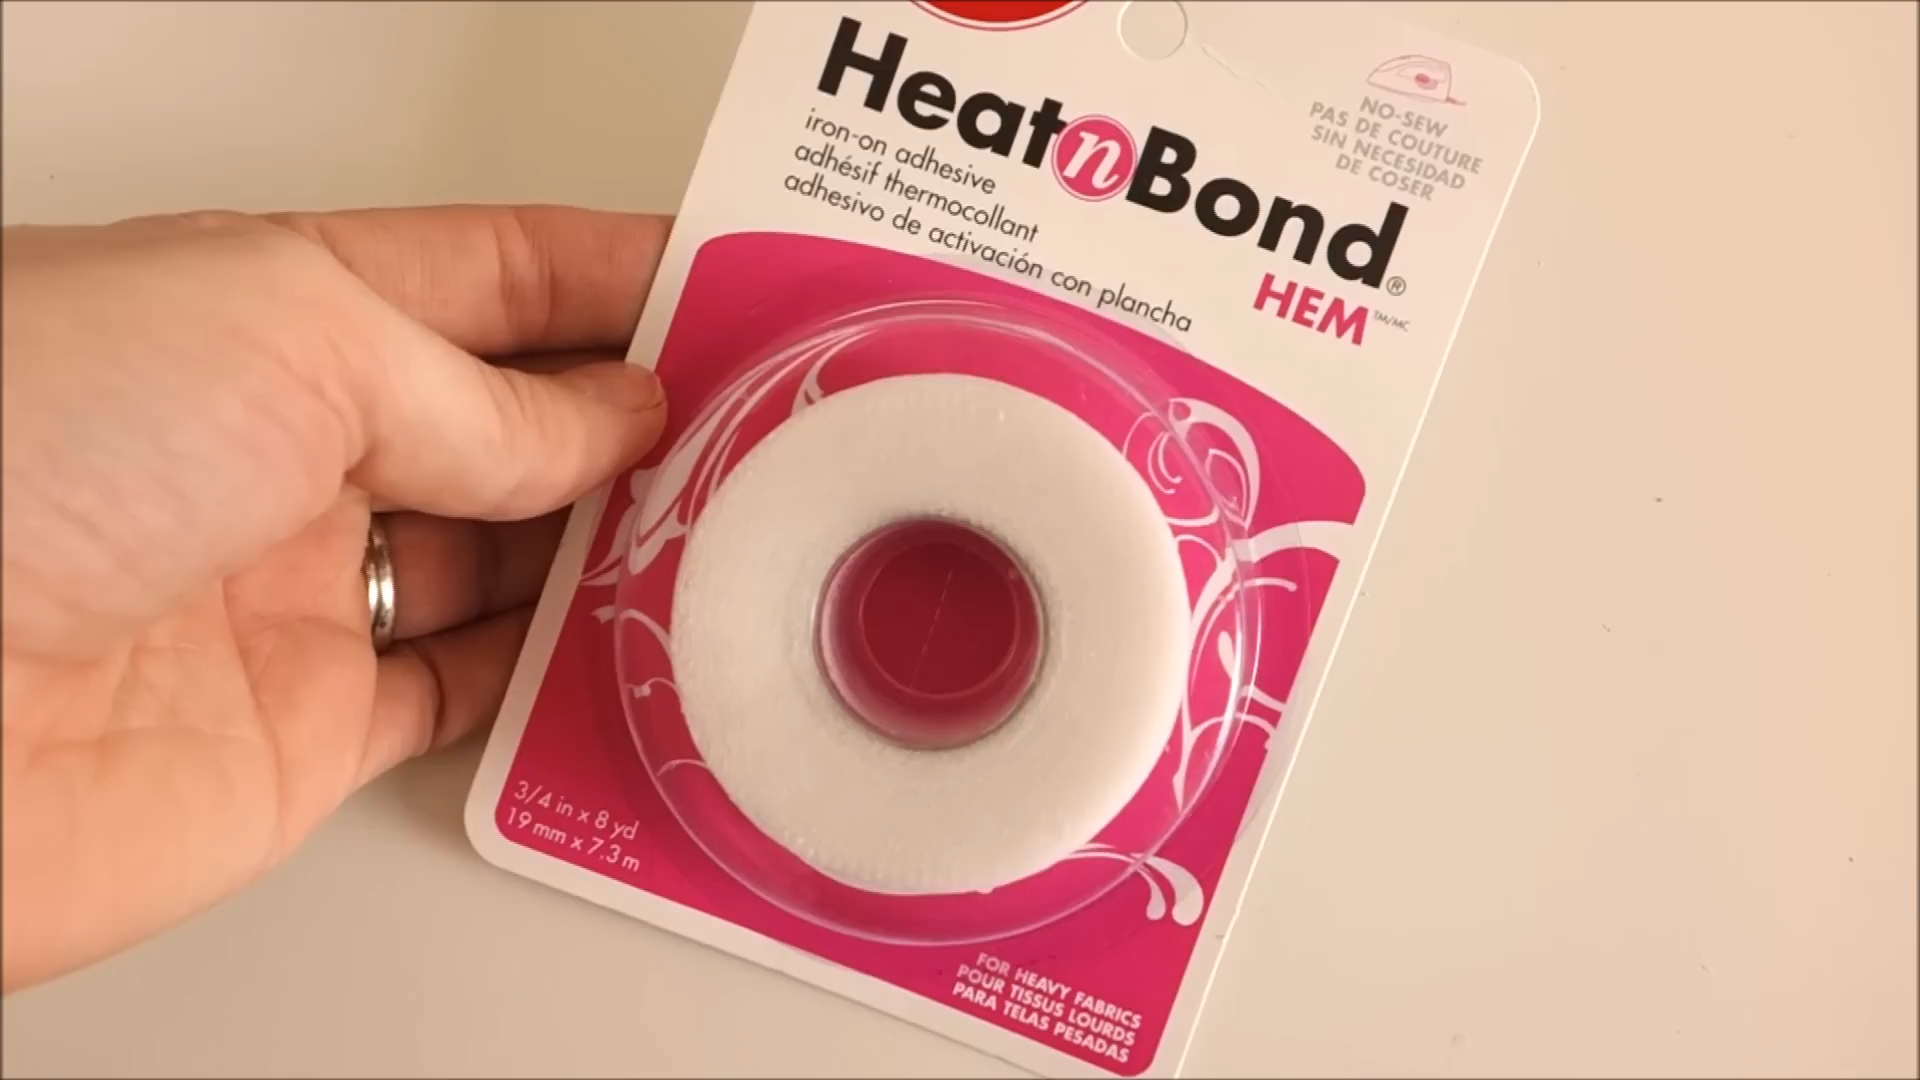 HeatnBond®
HEM™/MC
iron-on adhesive
adhésif thermocollant
adhesivo de activación con plancha
NO-SEW
PAS DE COUTURE
SIN NECESIDAD
DE COSER
3/4 in x 8 yd
19 mm x 7.3 m
FOR HEAVY FABRICS
POUR TISSUS LOURDS
PARA TELAS PESADAS